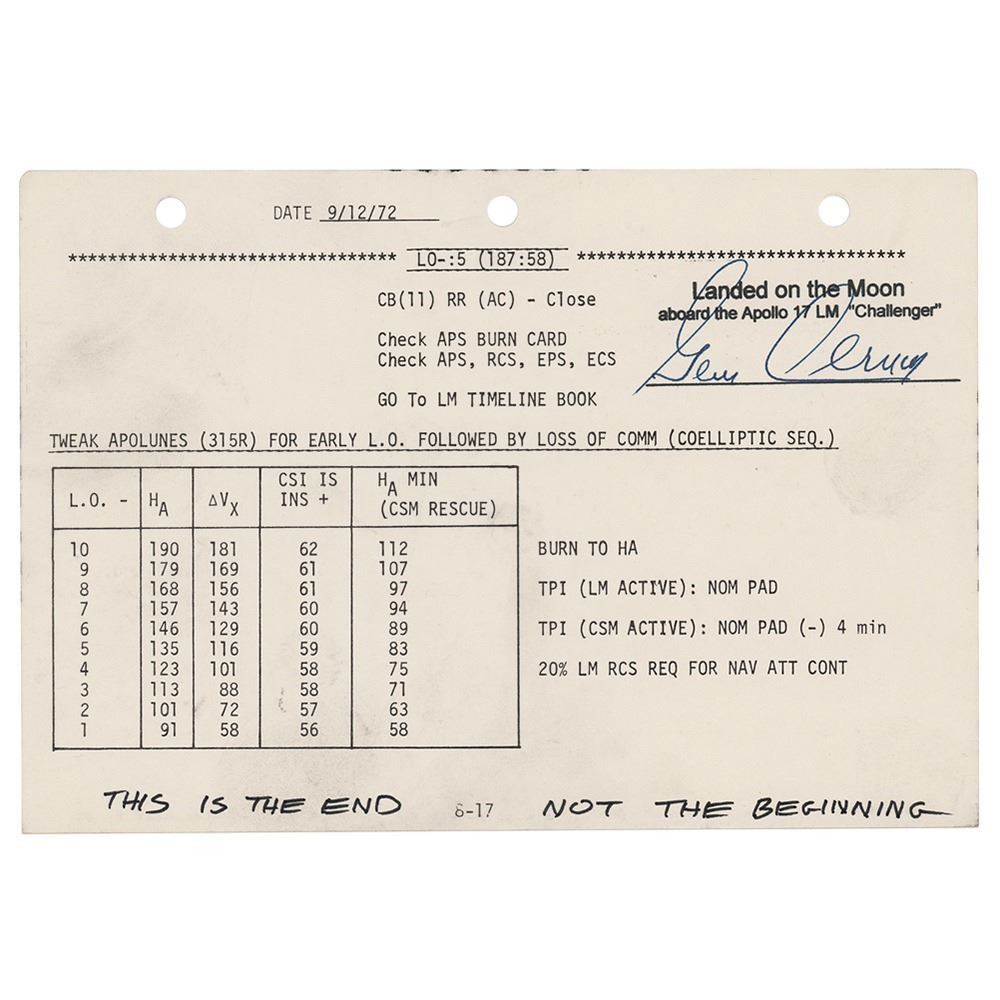 DATE 9/12/72
********************************* LO-:5 (187:58) *********************************
CB(11) RR (AC) - Close
Landed on the Moon
aboard the Apollo 17 LM "Challenger"
Check APS BURN CARD
Check APS, RCS, EPS, ECS
Gene Cernan
GO To LM TIMELINE BOOK
TWEAK APOLUNES (315R) FOR EARLY L.O. FOLLOWED BY LOSS OF COMM (COELLIPTIC SEQ.)
L.O. - HA ΔVX CSI IS INS + HA MIN (CSM RESCUE)
10 190 181 62 112
9 179 169 61 107
8 168 156 61 97
7 157 143 60 94
6 146 129 60 89
5 135 116 59 83
4 123 101 58 75
3 113 88 58 71
2 101 72 57 63
1 91 58 56 58
BURN TO HA
TPI (LM ACTIVE): NOM PAD
TPI (CSM ACTIVE): NOM PAD (-) 4 min
20% LM RCS REQ FOR NAV ATT CONT
THIS IS THE END 8-17 NOT THE BEGINNING